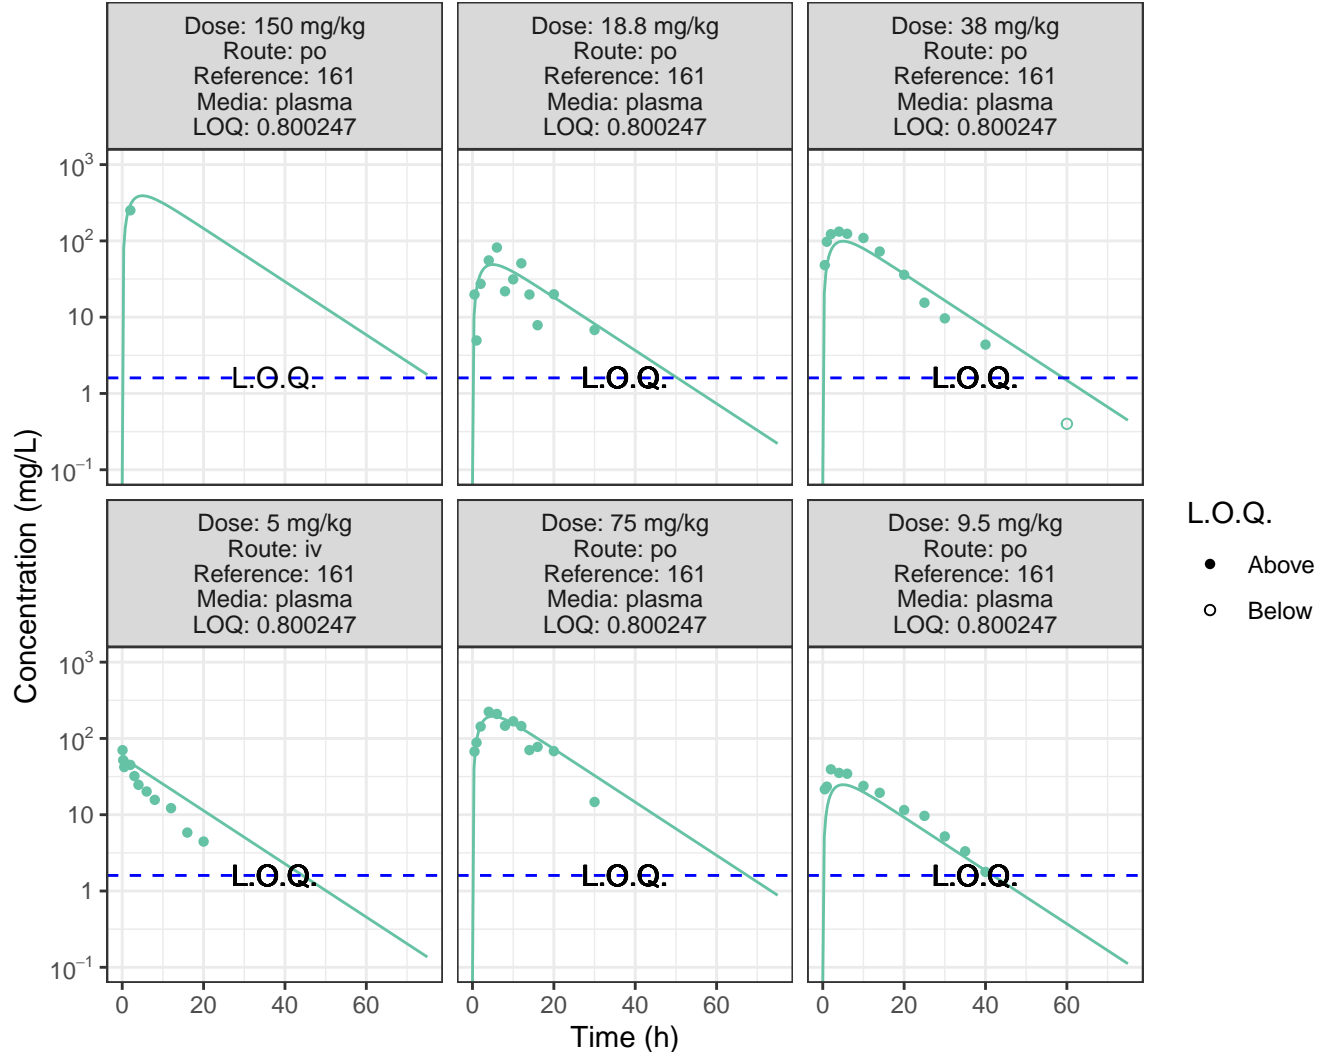 Dose: 150 mg/kg
Route: po
Reference: 161
Media: plasma
LOQ: 0.800247
Dose: 18.8 mg/kg
Route: po
Reference: 161
Media: plasma
LOQ: 0.800247
Dose: 38 mg/kg
Route: po
Reference: 161
Media: plasma
LOQ: 0.800247
10³
10²
10
1
10⁻¹
L.O.Q.
L.O.Q.
L.O.Q.
Dose: 5 mg/kg
Route: iv
Reference: 161
Media: plasma
LOQ: 0.800247
Dose: 75 mg/kg
Route: po
Reference: 161
Media: plasma
LOQ: 0.800247
Dose: 9.5 mg/kg
Route: po
Reference: 161
Media: plasma
LOQ: 0.800247
10³
10²
10
1
10⁻¹
L.O.Q.
L.O.Q.
L.O.Q.
0 20 40 60
0 20 40 60
0 20 40 60
Time (h)
Concentration (mg/L)
L.O.Q.
Above
Below